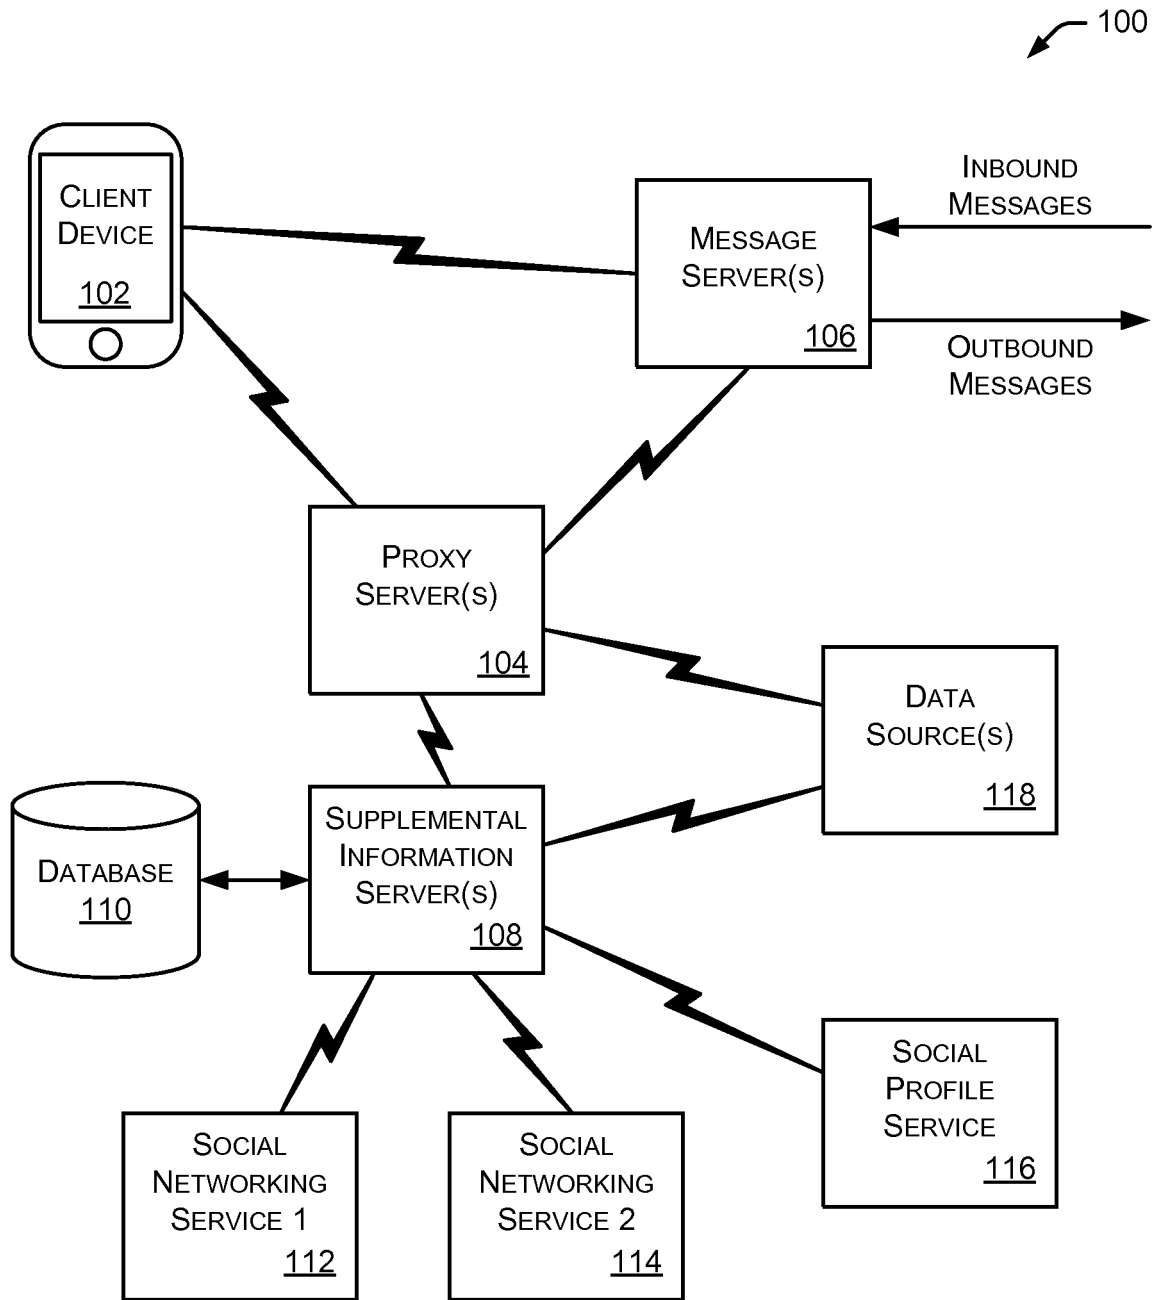 100
CLIENT
DEVICE
102
MESSAGE
SERVER(S)
106
INBOUND
MESSAGES
OUTBOUND
MESSAGES
PROXY
SERVER(S)
104
DATA
SOURCE(S)
118
DATABASE
110
SUPPLEMENTAL
INFORMATION
SERVER(S)
108
SOCIAL
PROFILE
SERVICE
116
SOCIAL
NETWORKING
SERVICE 1
112
SOCIAL
NETWORKING
SERVICE 2
114